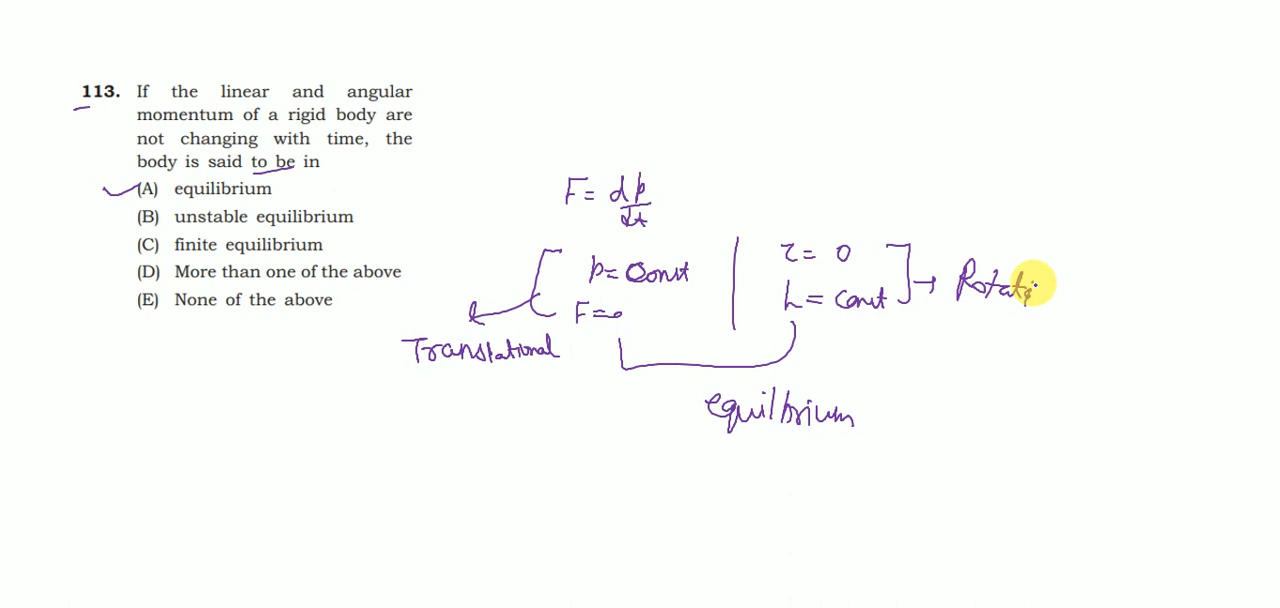 113. If the linear and angular
momentum of a rigid body are
not changing with time, the
body is said to be in
(A) equilibrium
(B) unstable equilibrium
(C) finite equilibrium
(D) More than one of the above
(E) None of the above
F = dp/dt
p = Const
F = 0
Translational
τ = 0
L = Const
Rotati
equilbrium